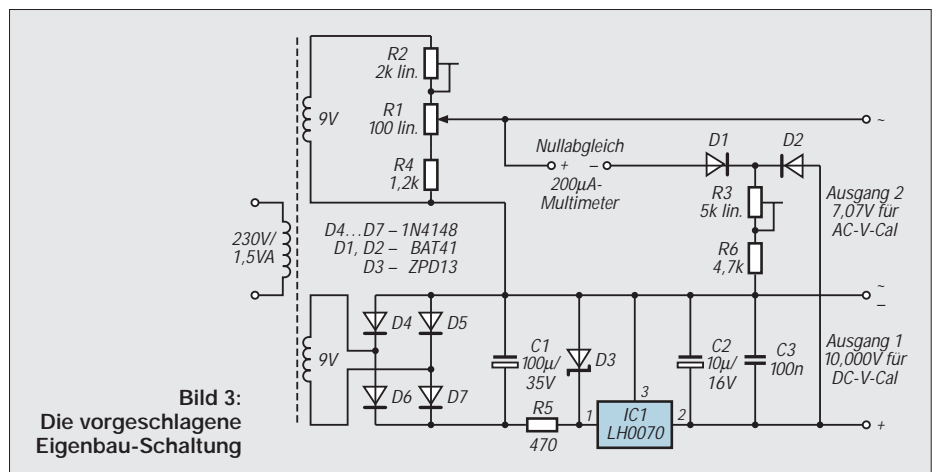 R2
2k lin.
9V
R1
100 lin.
~
Nullabgleich
+ –
200µA-
Multimeter
D1
D2
R4
1,2k
R3
5k lin.
Ausgang 2
7,07V für
AC-V-Cal
230V/
1,5VA
D4...D7 – 1N4148
D1, D2 – BAT41
D3 – ZPD13
R6
4,7k
~
–
9V
D4
D5
C1
100µ/
35V
D3
C2
10µ/
16V
C3
100n
Ausgang 1
10,000V für
DC-V-Cal
D6
D7
3
R5
470
1
IC1
LH0070
2
+
Bild 3:
Die vorgeschlagene
Eigenbau-Schaltung